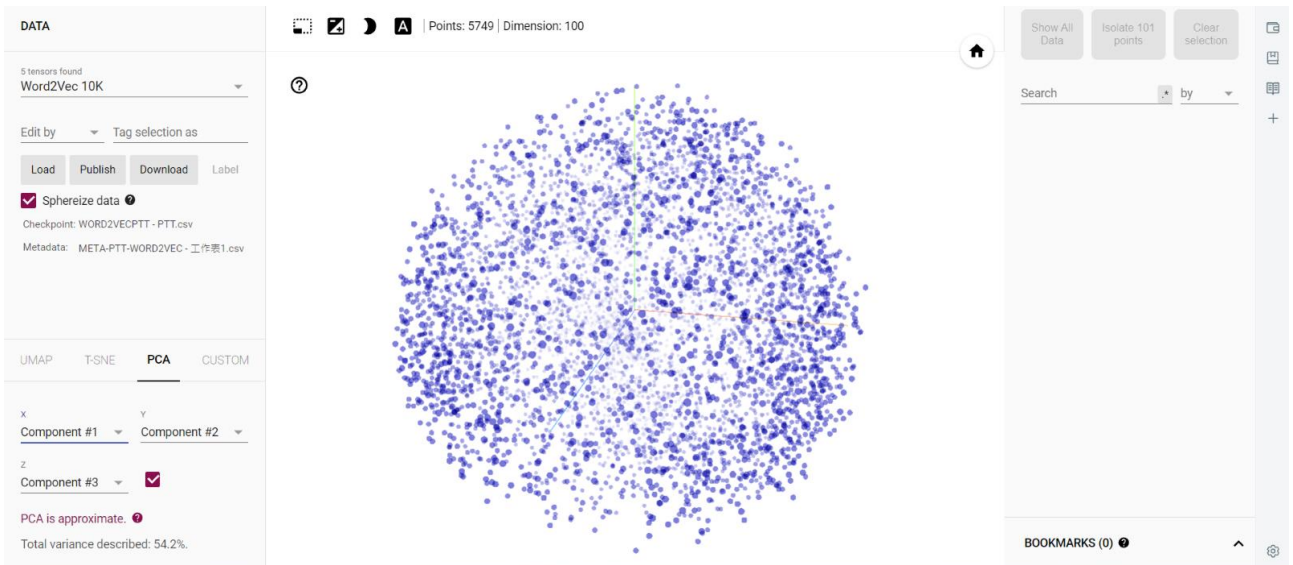 DATA
Points: 5749 | Dimension: 100
Show All Data
Isolate 101 points
Clear selection
5 tensors found
Word2Vec 10K
Search .* by
Edit by Tag selection as
Load Publish Download Label
Sphereize data
Checkpoint: WORD2VECPTT - PTT.csv
Metadata: META-PTT-WORD2VEC - 工作表1.csv
UMAP T-SNE PCA CUSTOM
X Y
Component #1 Component #2
Z
Component #3
PCA is approximate.
Total variance described: 54.2%.
BOOKMARKS (0)